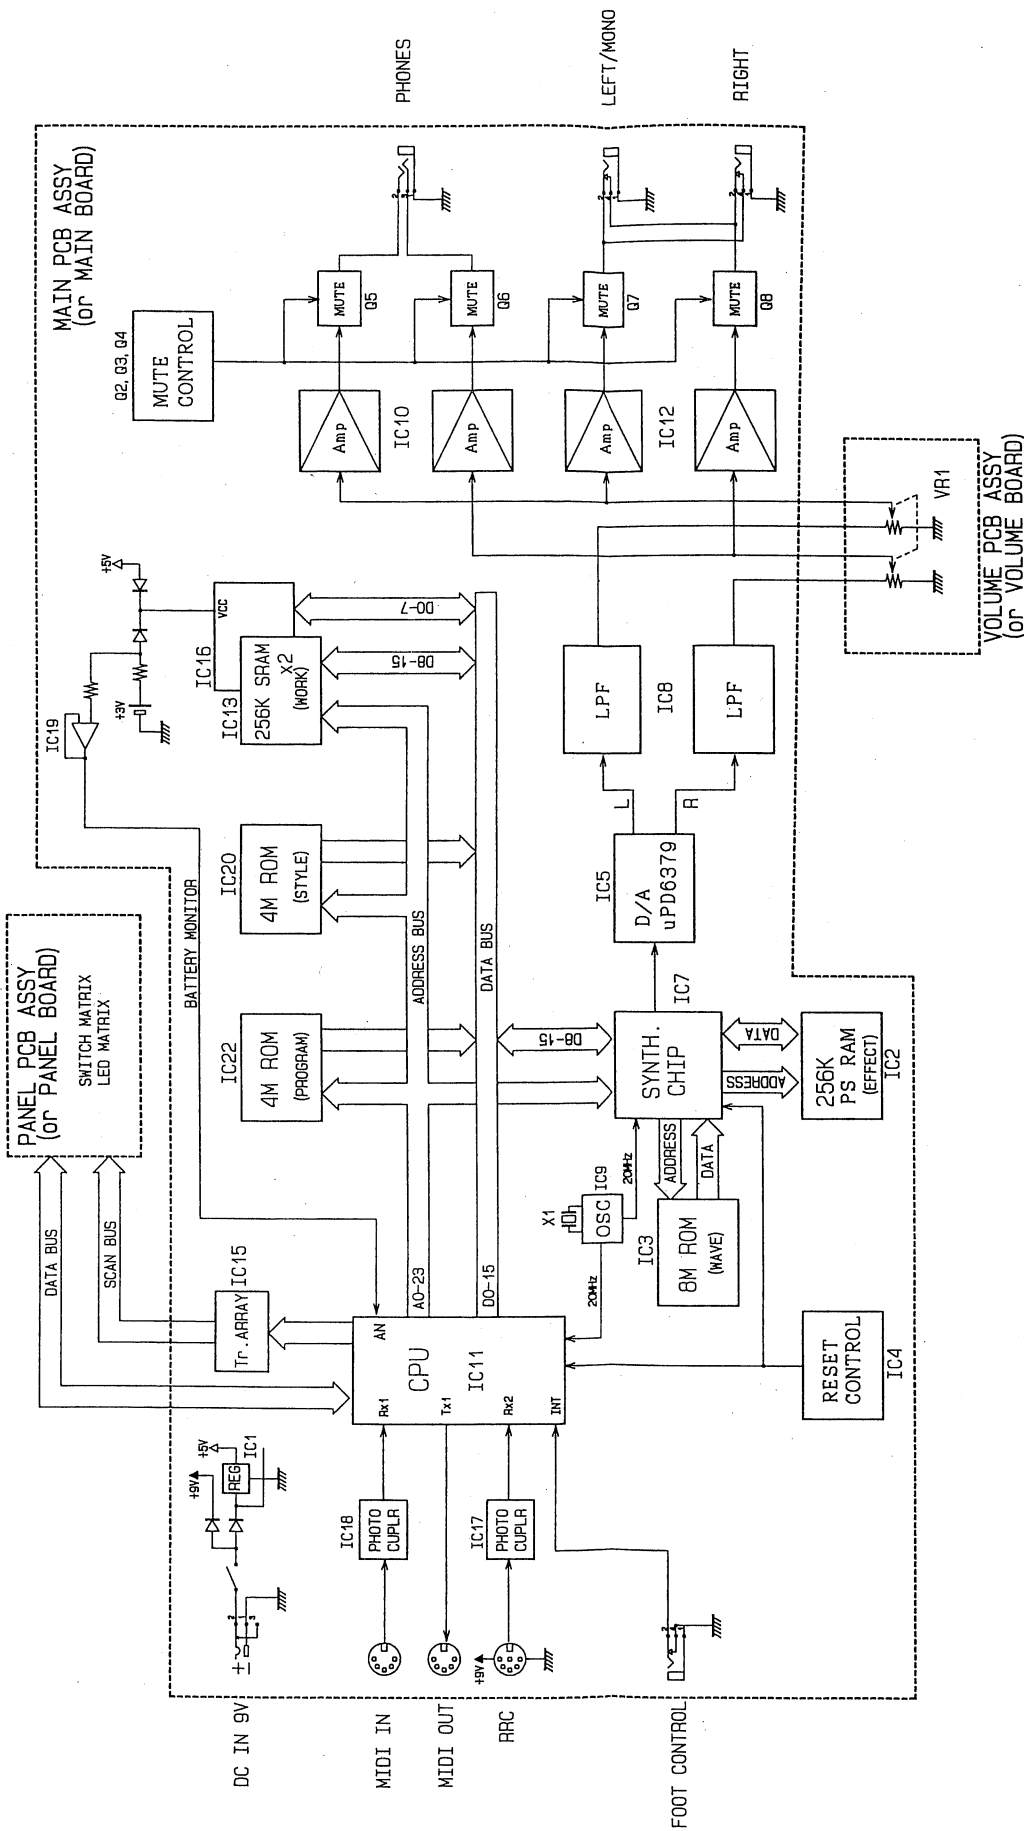 PANEL PCB ASSY
(or PANEL BOARD)
SWITCH MATRIX
LED MATRIX
DATA BUS
SCAN BUS
BATTERY MONITOR
Tr.ARRAY
IC15
MAIN PCB ASSY
(or MAIN BOARD)
DC IN 9V
+9V
+5V
REG
IC1
2
1
3
IC19
+3V
+5V
VCC
IC16
IC13
256K SRAM
X2
(WORK)
D0-7
D8-15
IC20
4M ROM
(STYLE)
IC22
4M ROM
(PROGRAM)
ADDRESS BUS
DATA BUS
A0-23
D0-15
AN
CPU
IC11
Rx1
Tx1
Rx2
INT
MIDI IN
IC18
PHOTO
CUPLR
MIDI OUT
RRC
+9V
IC17
PHOTO
CUPLR
FOOT CONTROL
RESET
CONTROL
IC4
X1
OSC
IC9
20MHz
20MHz
IC3
8M ROM
(WAVE)
ADDRESS
DATA
D8-15
SYNTH.
CHIP
IC7
ADDRESS
DATA
256K
PS RAM
(EFFECT)
IC2
IC5
D/A
uPD6379
L
R
LPF
IC8
LPF
VOLUME PCB ASSY
(or VOLUME BOARD)
VR1
Q2, Q3, Q4
MUTE
CONTROL
Amp
IC10
Amp
Amp
IC12
Amp
MUTE
Q5
MUTE
Q6
MUTE
Q7
MUTE
Q8
PHONES
LEFT/MONO
RIGHT